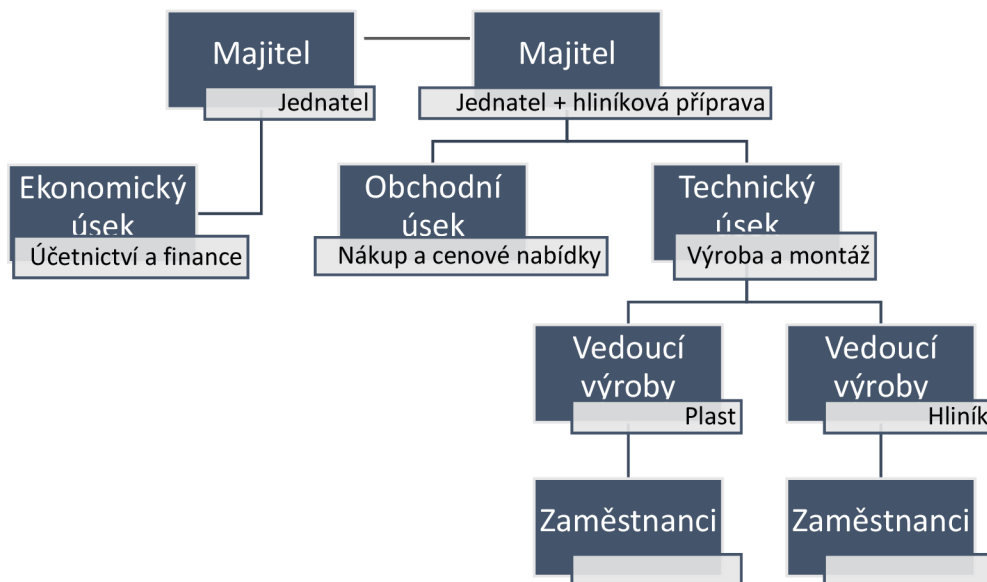 Majitel
Jednatel
Majitel
Jednatel + hliníková příprava
Ekonomický
úsek
Účetnictví a finance
Obchodní
úsek
Nákup a cenové nabídky
Technický
úsek
Výroba a montáž
Vedoucí
výroby
Plast
Vedoucí
výroby
Hliník
Zaměstnanci
Zaměstnanci